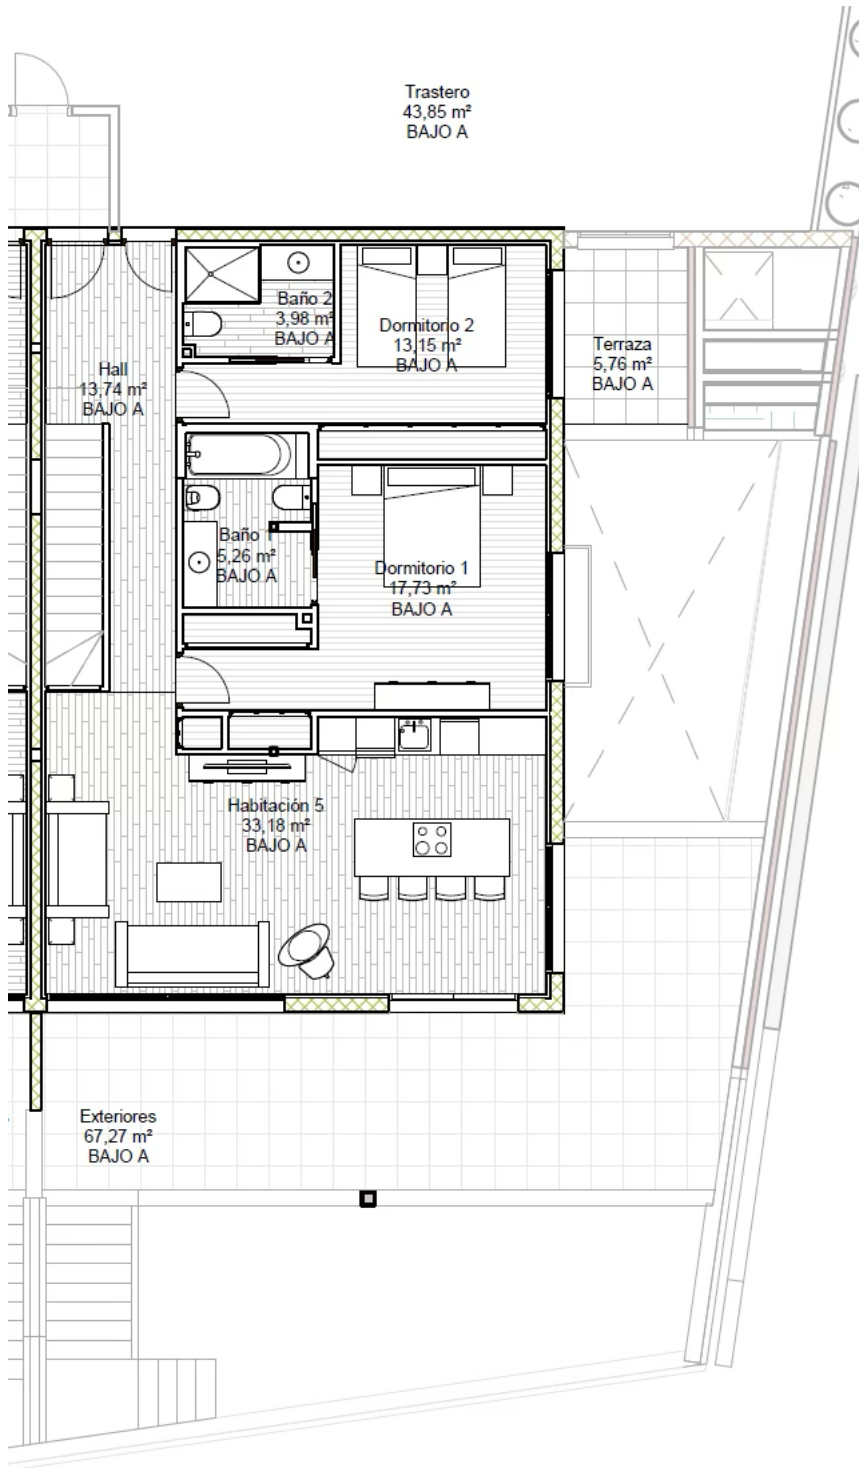 Trastero
43,85 m²
BAJO A
Baño 2
3,98 m²
BAJO A
Dormitorio 2
13,15 m²
BAJO A
Terraza
5,76 m²
BAJO A
Hall
13,74 m²
BAJO A
Baño 1
5,26 m²
BAJO A
Dormitorio 1
17,73 m²
BAJO A
Habitación 5
33,18 m²
BAJO A
Exteriores
67,27 m²
BAJO A